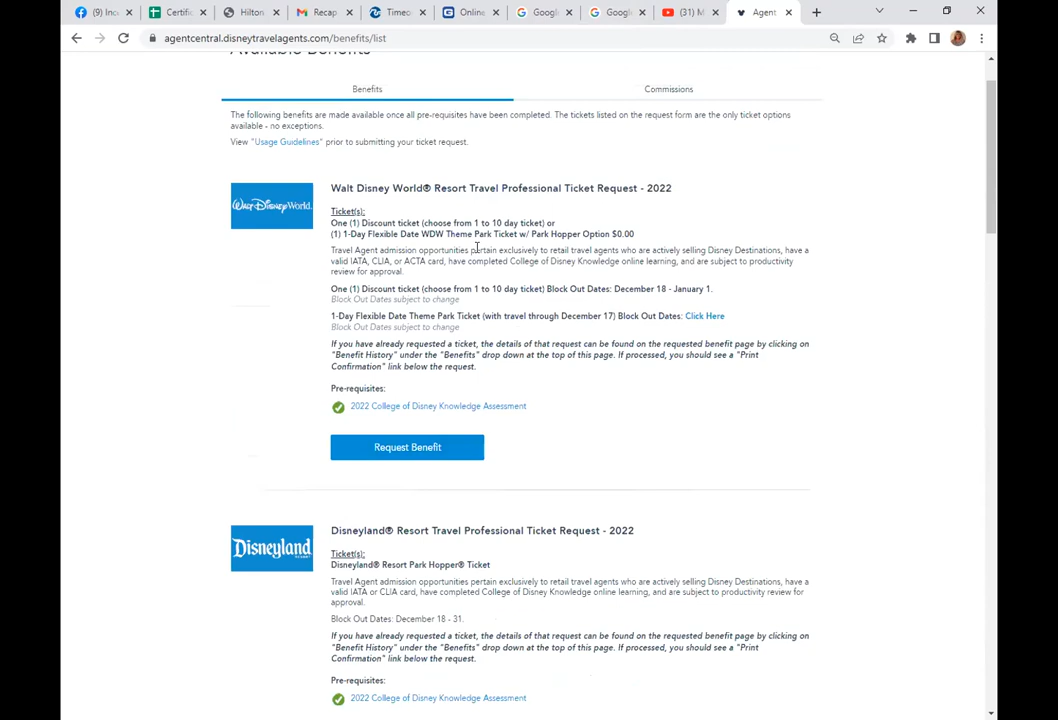 (9) Inc
Certific
Hilton
Recap
Timeo
Online
Googl
Googl
(31) M
Agent
agentcentral.disneytravelagents.com/benefits/list
Available Benefits
Benefits
Commissions
The following benefits are made available once all pre-requisites have been completed. The tickets listed on the request form are the only ticket options
available - no exceptions.
View "Usage Guidelines" prior to submitting your ticket request.
Walt Disney World
Walt Disney World® Resort Travel Professional Ticket Request - 2022
Ticket(s):
One (1) Discount ticket (choose from 1 to 10 day ticket) or
(1) 1-Day Flexible Date WDW Theme Park Ticket w/ Park Hopper Option $0.00
Travel Agent admission opportunities pertain exclusively to retail travel agents who are actively selling Disney Destinations, have a
valid IATA, CLIA, or ACTA card, have completed College of Disney Knowledge online learning, and are subject to productivity
review for approval.
One (1) Discount ticket (choose from 1 to 10 day ticket) Block Out Dates: December 18 - January 1.
Block Out Dates subject to change
1-Day Flexible Date Theme Park Ticket (with travel through December 17) Block Out Dates: Click Here
Block Out Dates subject to change
If you have already requested a ticket, the details of that request can be found on the requested benefit page by clicking on
"Benefit History" under the "Benefits" drop down at the top of this page. If processed, you should see a "Print
Confirmation" link below the request.
Pre-requisites:
2022 College of Disney Knowledge Assessment
Request Benefit
Disneyland
RESORT
Disneyland® Resort Travel Professional Ticket Request - 2022
Ticket(s):
Disneyland® Resort Park Hopper® Ticket
Travel Agent admission opportunities pertain exclusively to retail travel agents who are actively selling Disney Destinations, have a
valid IATA or CLIA card, have completed College of Disney Knowledge online learning, and are subject to productivity review for
approval.
Block Out Dates: December 18 - 31.
If you have already requested a ticket, the details of that request can be found on the requested benefit page by clicking on
"Benefit History" under the "Benefits" drop down at the top of this page. If processed, you should see a "Print
Confirmation" link below the request.
Pre-requisites:
2022 College of Disney Knowledge Assessment